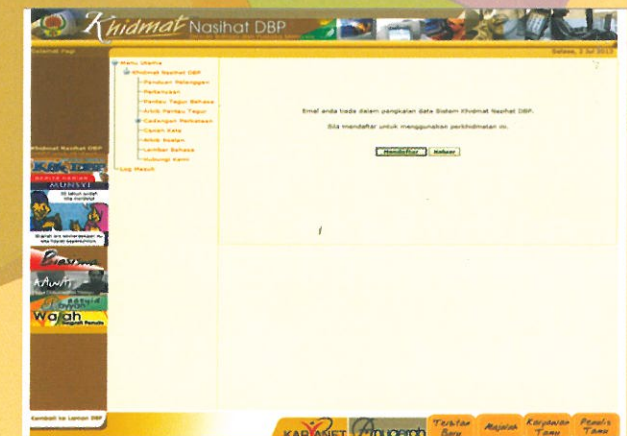 Khidmat Nasihat DBP
Selamat Pagi
Selasa, 2 Jul 2013
Menu Utama
Khidmat Nasihat DBP
Panduan Pelanggan
Pertanyaan
Pantau Tegur Bahasa
Arkib Pantau Tegur
Cadangan Perkataan
Carian Kata
Arkib Soalan
Lambar Bahasa
Hubungi Kami
Log Masuk
Email anda tiada dalam pangkalan data Sistem Khidmat Nasihat DBP.
Sila mendaftar untuk menggunakan perkhidmatan ini.
Mendaftar
Keluar
Khidmat Nasihat DBP
MUNSYI
Wajah
Kembali ke Laman DBP
KARYANET
Anugerah
Terbitan Baru
Majalah
Karyawan Tamu
Penulis Tamu